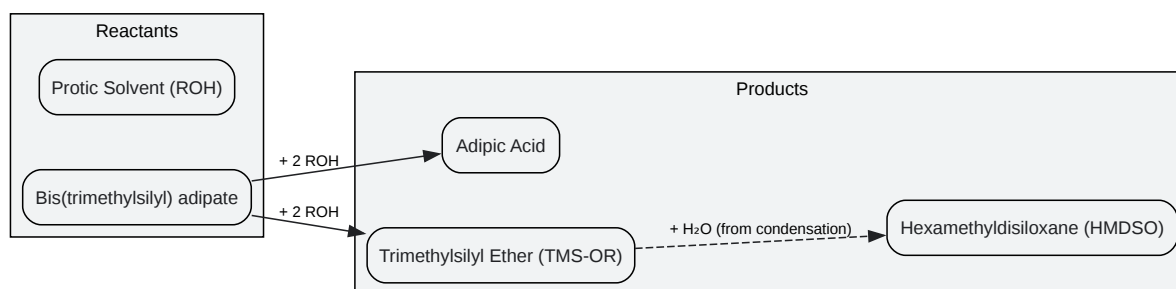 Reactants
Protic Solvent (ROH)
Bis(trimethylsilyl) adipate
+ 2 ROH
+ 2 ROH
Products
Adipic Acid
Trimethylsilyl Ether (TMS-OR)
+ H₂O (from condensation)
Hexamethyldisiloxane (HMDSO)